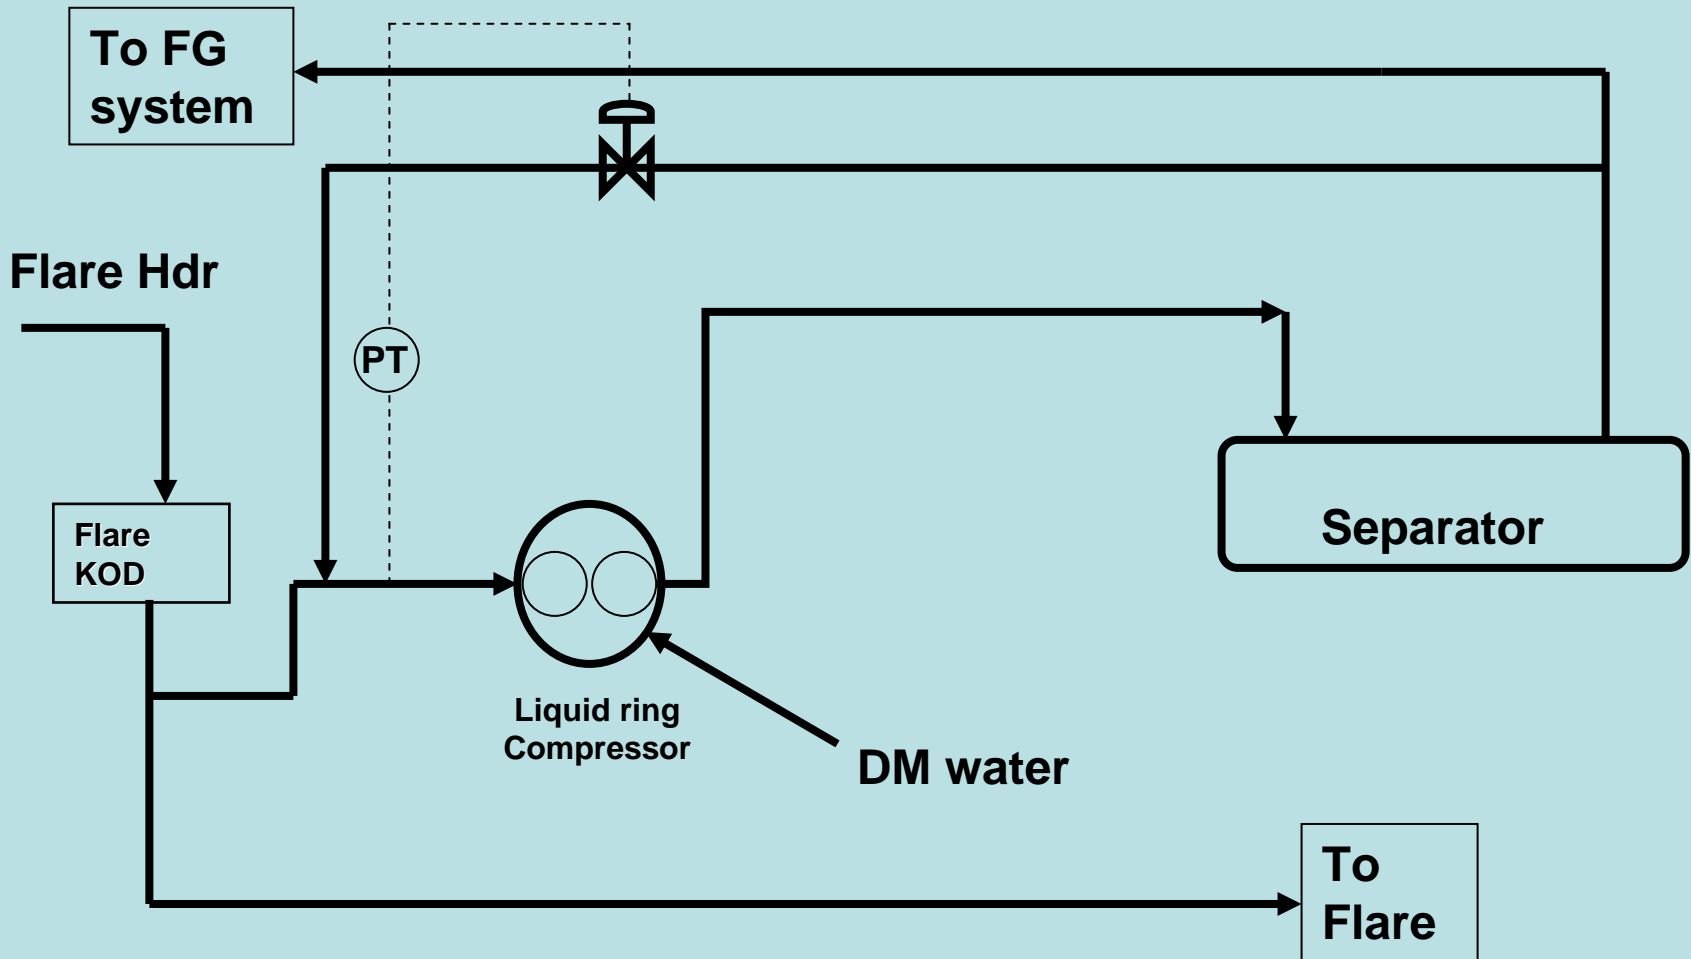 To FG
system
Flare Hdr
PT
Flare
KOD
Separator
Liquid ring
Compressor
DM water
To
Flare